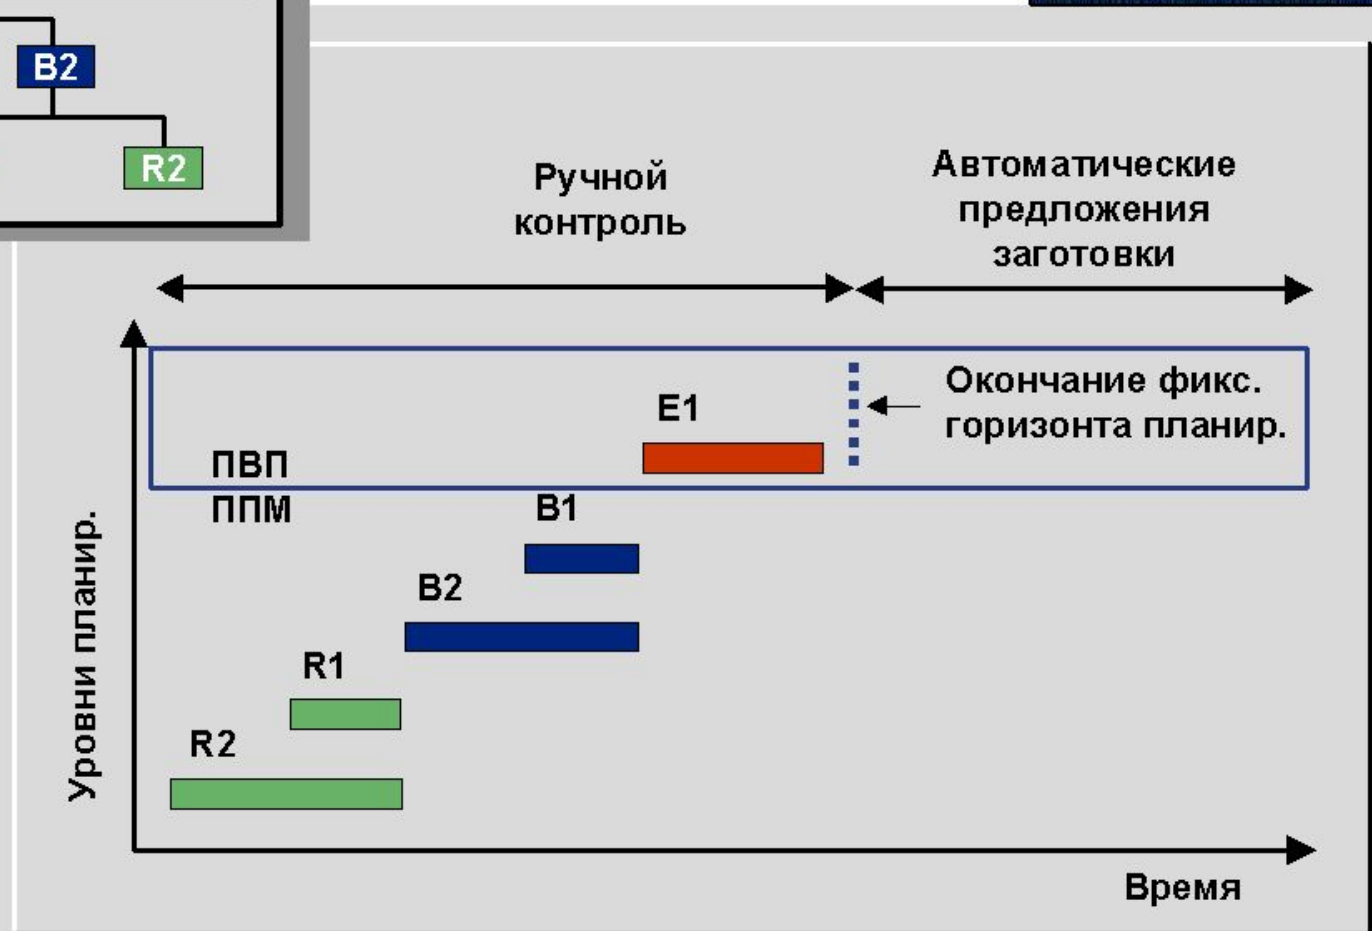 B2
R2
Ручной
контроль
Автоматические
предложения
заготовки
Окончание фикс.
горизонта планир.
E1
ПВП
ППМ
B1
B2
R1
R2
Уровни планир.
Время